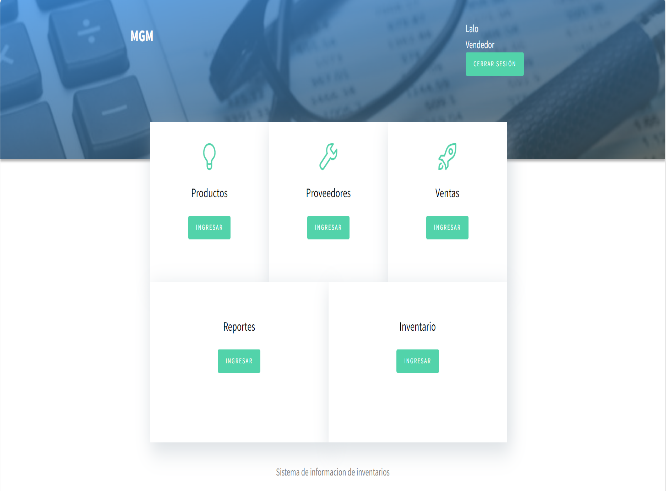 MGM
Lalo
Vendedor
CERRAR SESIÓN
Productos
Proveedores
Ventas
INGRESAR
INGRESAR
INGRESAR
Reportes
Inventario
INGRESAR
INGRESAR
Sistema de informacion de inventarios